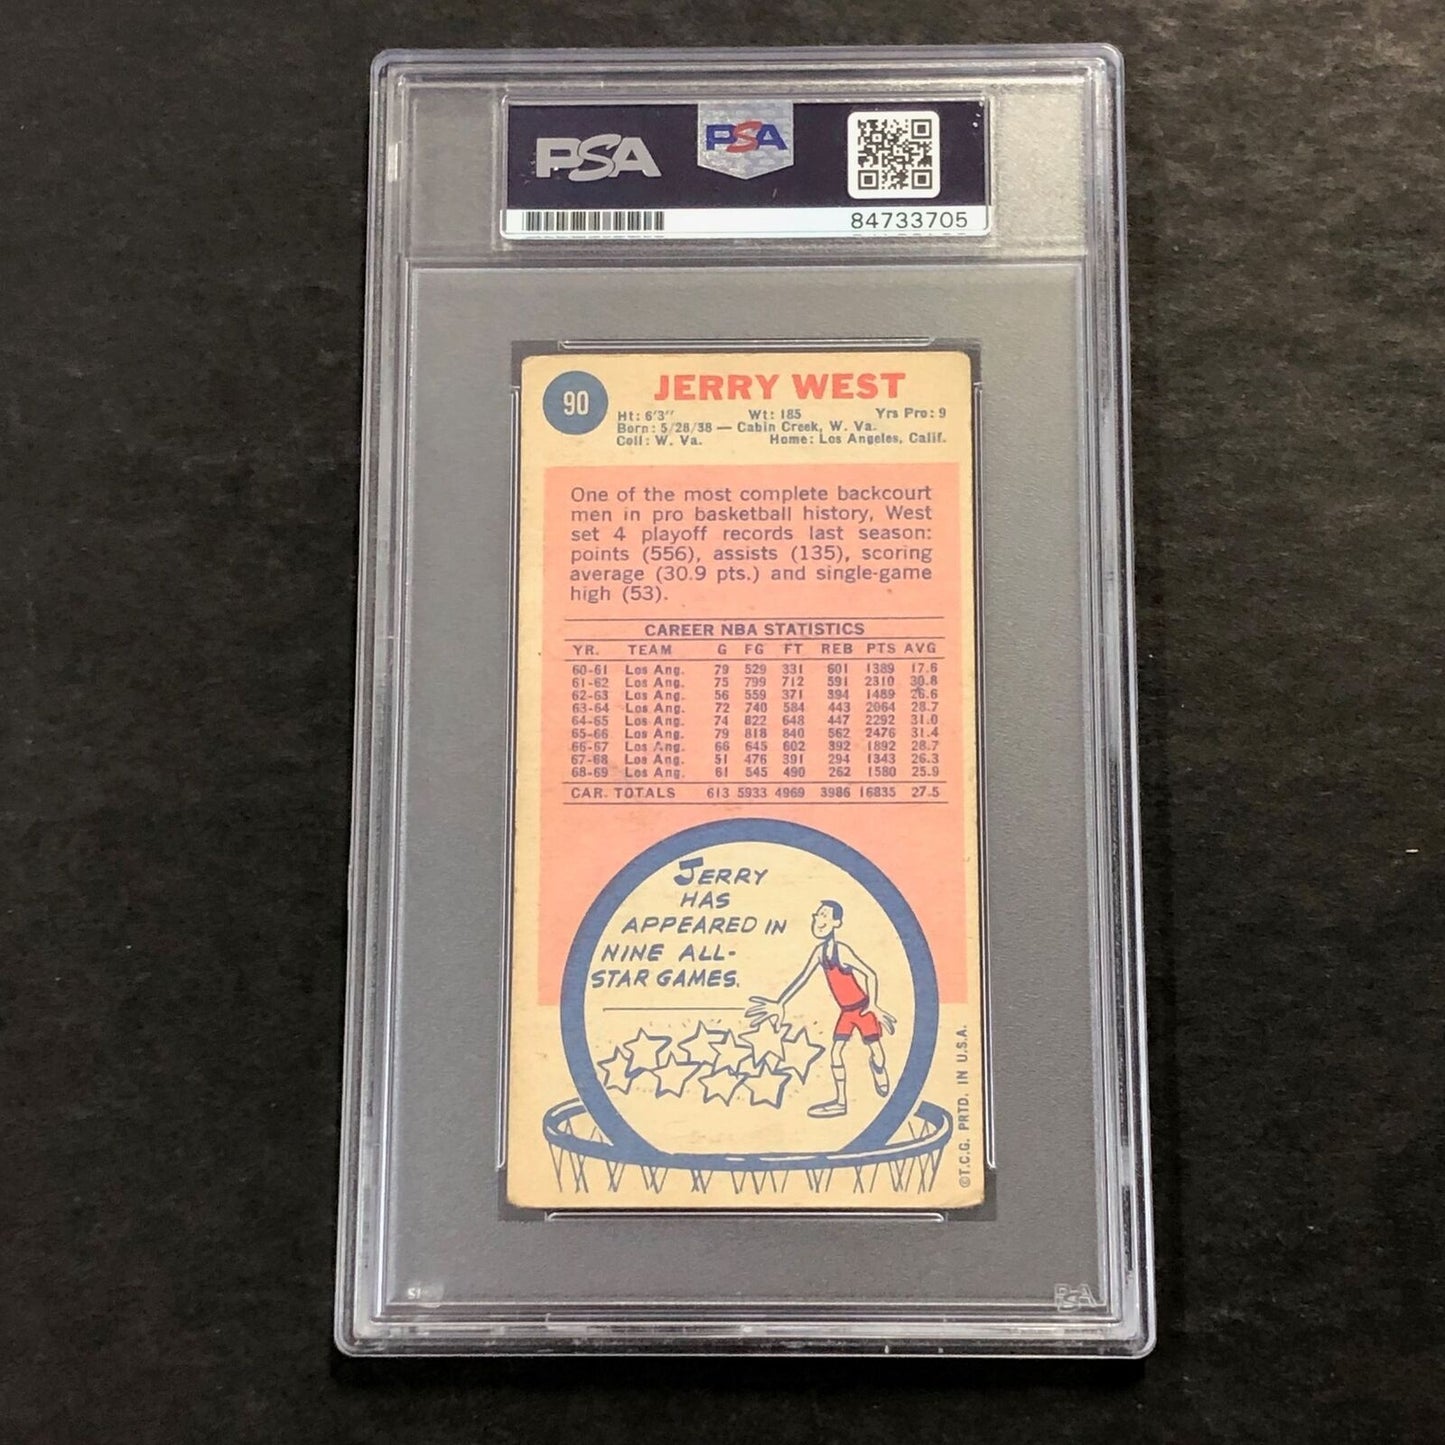 PSA
PSA
84733705
90
JERRY WEST
Ht: 6'3" Wt: 185 Yrs Pro: 9
Born: 5/28/38 — Cabin Creek, W. Va.
Coll: W. Va. Home: Los Angeles, Calif.
One of the most complete backcourt
men in pro basketball history, West
set 4 playoff records last season:
points (556), assists (135), scoring
average (30.9 pts.) and single-game
high (53).
CAREER NBA STATISTICS
YR. TEAM G FG FT REB PTS AVG
60-61 Los Ang. 79 529 331 601 1389 17.6
61-62 Los Ang. 75 799 712 591 2310 30.8
62-63 Los Ang. 56 559 371 394 1489 26.6
63-64 Los Ang. 72 740 584 443 2064 28.7
64-65 Los Ang. 74 822 648 447 2292 31.0
65-66 Los Ang. 79 818 840 562 2476 31.4
66-67 Los Ang. 66 645 602 392 1892 28.7
67-68 Los Ang. 51 476 391 294 1343 26.3
68-69 Los Ang. 61 545 490 262 1580 25.9
CAR. TOTALS 613 5933 4969 3986 16835 27.5
JERRY
HAS
APPEARED IN
NINE ALL-
STAR GAMES.
©T.C.G. PRTD. IN U.S.A.
PSA